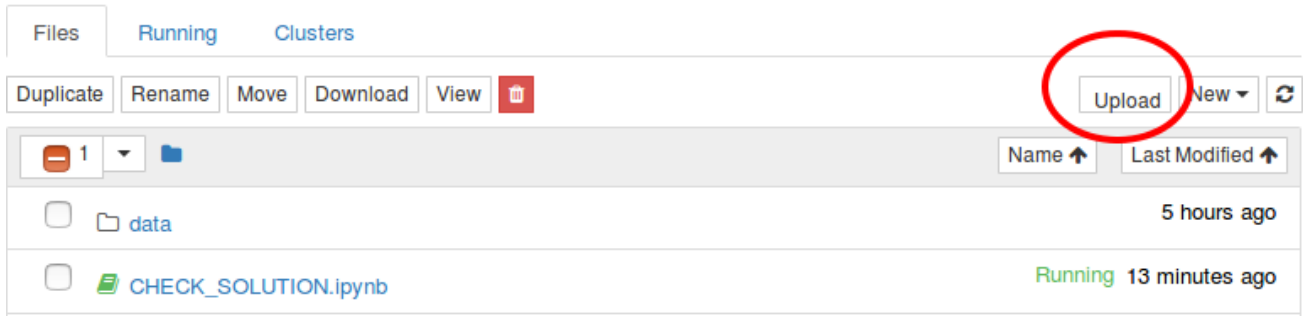 Files Running Clusters
Duplicate Rename Move Download View Upload New
1 Name Last Modified
data 5 hours ago
CHECK_SOLUTION.ipynb Running 13 minutes ago